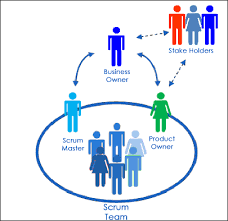 Stake Holders
Business
Owner
Scrum
Master
Product
Owner
Scrum
Team